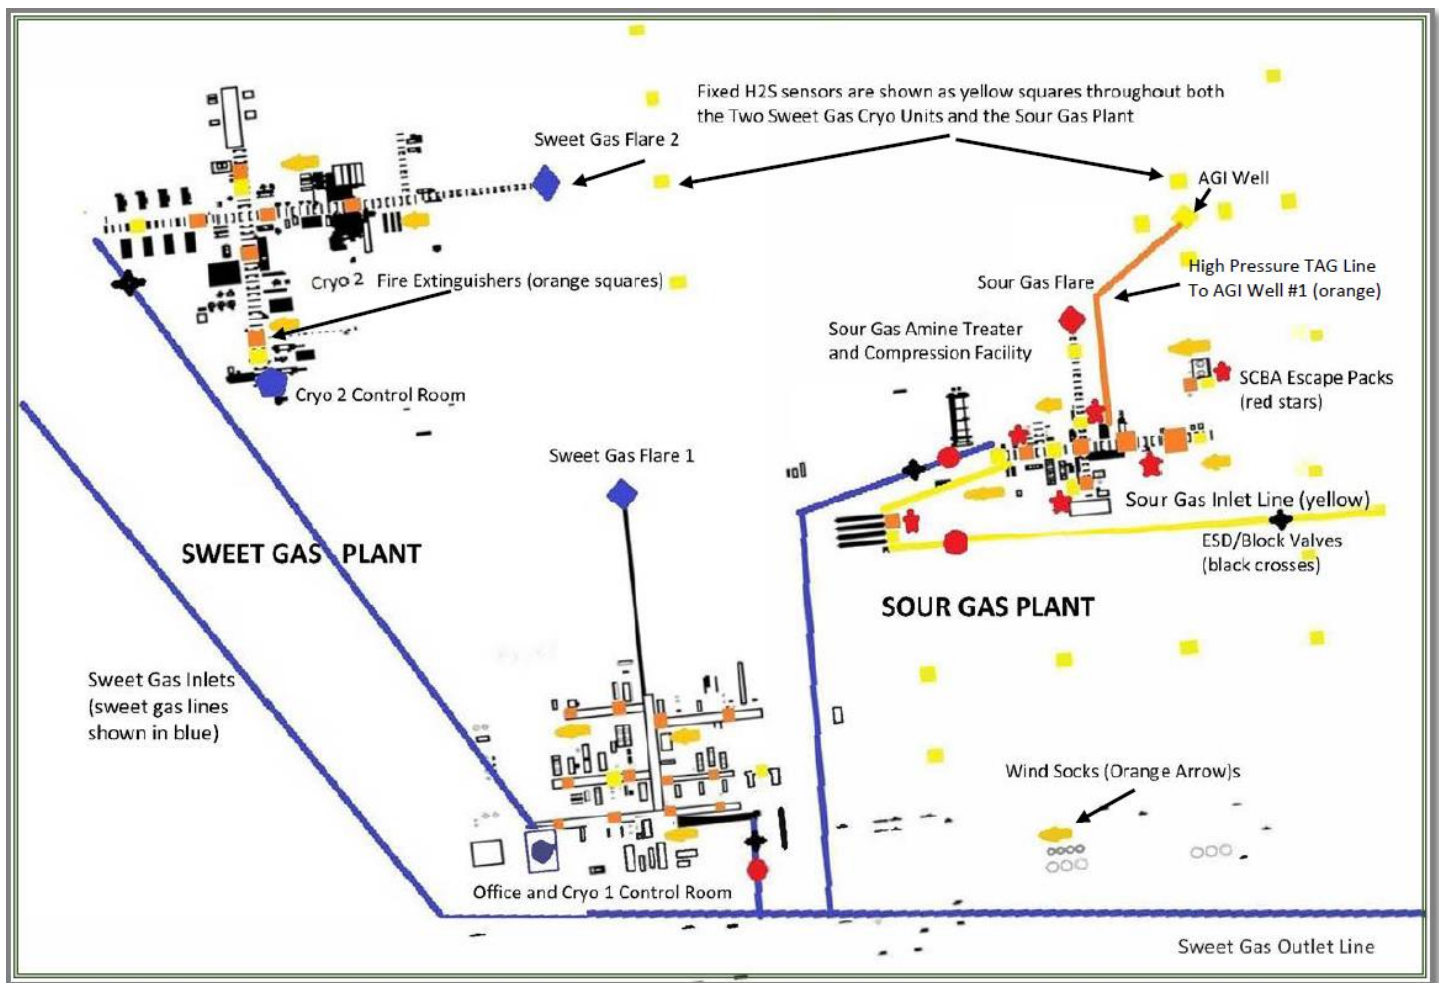 Fixed H2S sensors are shown as yellow squares throughout both
the Two Sweet Gas Cryo Units and the Sour Gas Plant
Sweet Gas Flare 2
AGI Well
Cryo 2
Fire Extinguishers (orange squares)
Sour Gas Flare
High Pressure TAG Line
To AGI Well #1 (orange)
Sour Gas Amine Treater
and Compression Facility
Cryo 2 Control Room
SCBA Escape Packs
(red stars)
Sweet Gas Flare 1
Sour Gas Inlet Line (yellow)
SWEET GAS PLANT
ESD/Block Valves
(black crosses)
SOUR GAS PLANT
Sweet Gas Inlets
(sweet gas lines
shown in blue)
Wind Socks (Orange Arrow)s
Office and Cryo 1 Control Room
Sweet Gas Outlet Line